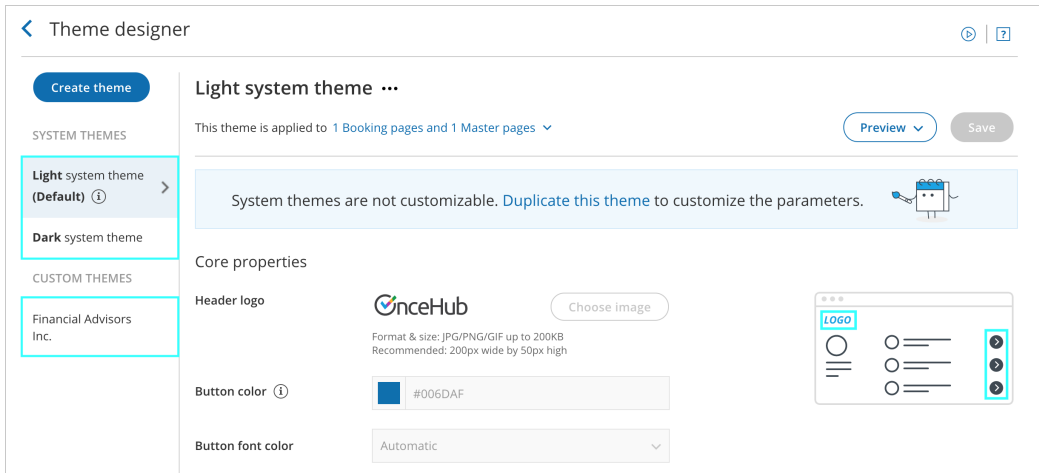 Theme designer
?
Create theme
Light system theme •••
SYSTEM THEMES
This theme is applied to 1 Booking pages and 1 Master pages
Preview
Save
Light system theme
(Default) i
Dark system theme
System themes are not customizable. Duplicate this theme to customize the parameters.
CUSTOM THEMES
Financial Advisors
Inc.
Core properties
Header logo
OnceHub
Choose image
Format & size: JPG/PNG/GIF up to 200KB
Recommended: 200px wide by 50px high
LOGO
Button color i
#006DAF
Button font color
Automatic